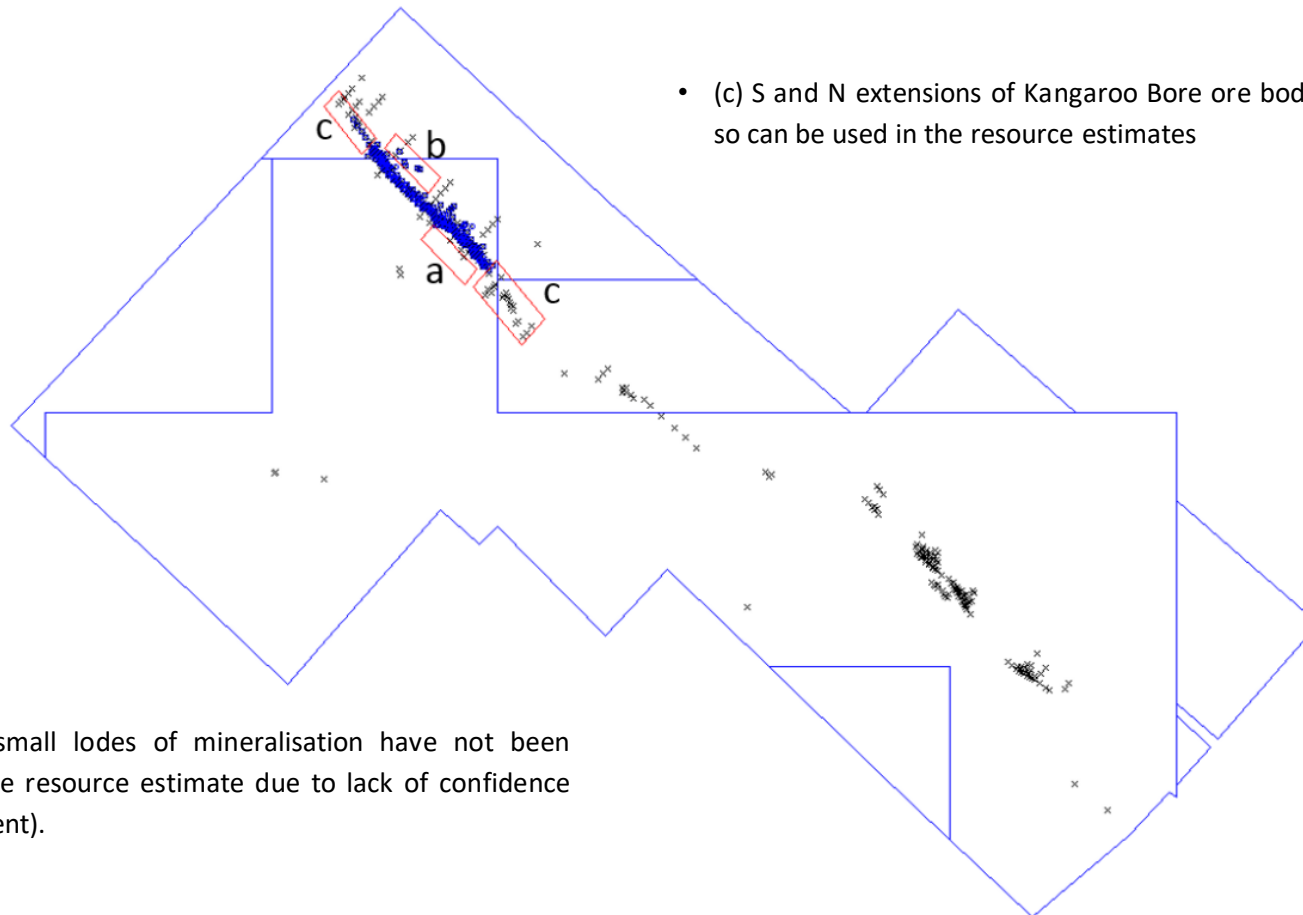 • (c) S and N extensions of Kangaroo Bore ore bod
so can be used in the resource estimates
c
b
a
c
small lodes of mineralisation have not been
e resource estimate due to lack of confidence
ent).